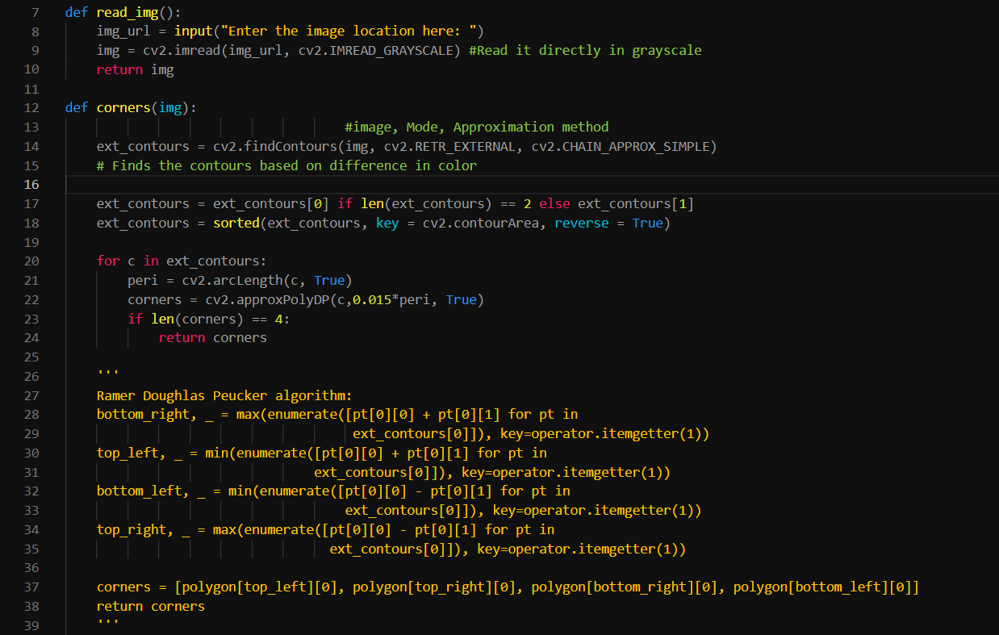 7 def read_img():
8     img_url = input("Enter the image location here: ")
9     img = cv2.imread(img_url, cv2.IMREAD_GRAYSCALE) #Read it directly in grayscale
10     return img
11
12 def corners(img):
13                                 #image, Mode, Approximation method
14     ext_contours = cv2.findContours(img, cv2.RETR_EXTERNAL, cv2.CHAIN_APPROX_SIMPLE)
15     # Finds the contours based on difference in color
16
17     ext_contours = ext_contours[0] if len(ext_contours) == 2 else ext_contours[1]
18     ext_contours = sorted(ext_contours, key = cv2.contourArea, reverse = True)
19
20     for c in ext_contours:
21         peri = cv2.arcLength(c, True)
22         corners = cv2.approxPolyDP(c,0.015*peri, True)
23         if len(corners) == 4:
24             return corners
25
26     '''
27     Ramer Doughlas Peucker algorithm:
28     bottom_right, _ = max(enumerate([pt[0][0] + pt[0][1] for pt in
29                                      ext_contours[0]]), key=operator.itemgetter(1))
30     top_left, _ = min(enumerate([pt[0][0] + pt[0][1] for pt in
31                                 ext_contours[0]]), key=operator.itemgetter(1))
32     bottom_left, _ = min(enumerate([pt[0][0] - pt[0][1] for pt in
33                                     ext_contours[0]]), key=operator.itemgetter(1))
34     top_right, _ = max(enumerate([pt[0][0] - pt[0][1] for pt in
35                                   ext_contours[0]]), key=operator.itemgetter(1))
36
37     corners = [polygon[top_left][0], polygon[top_right][0], polygon[bottom_right][0], polygon[bottom_left][0]]
38     return corners
39     '''